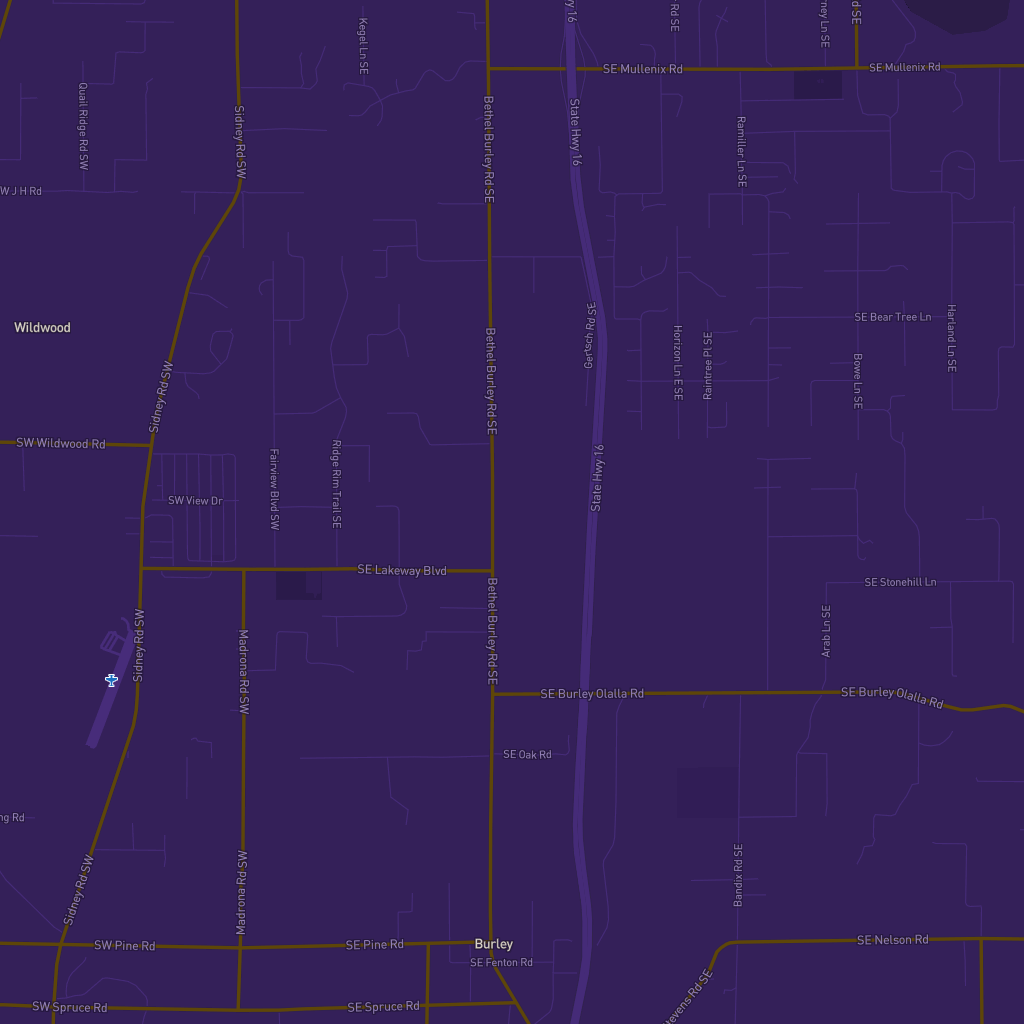 Hwy 16
Rd SE
Kegel Ln SE
SE Mullenix Rd
SE Mullenix Rd
Quail Ridge Rd SW
Sidney Rd SW
Bethel Burley Rd SE
State Hwy 16
Ramiller Ln SE
W J H Rd
Wildwood
Gertsch Rd SE
Horizon Ln E SE
Raintree Pl SE
SE Bear Tree Ln
Harland Ln SE
Bowe Ln SE
Bethel Burley Rd SE
Sidney Rd SW
SW Wildwood Rd
Fairview Blvd SW
Ridge Rim Trail SE
State Hwy 16
SW View Dr
SE Lakeway Blvd
SE Stonehill Ln
Bethel Burley Rd SE
Arab Ln SE
Sidney Rd SW
Madrona Rd SW
SE Burley Olalla Rd
SE Burley Olalla Rd
SE Oak Rd
Bandix Rd SE
Sidney Rd SW
Madrona Rd SW
SW Pine Rd
SE Pine Rd
Burley
SE Nelson Rd
SE Fenton Rd
SW Spruce Rd
SE Spruce Rd